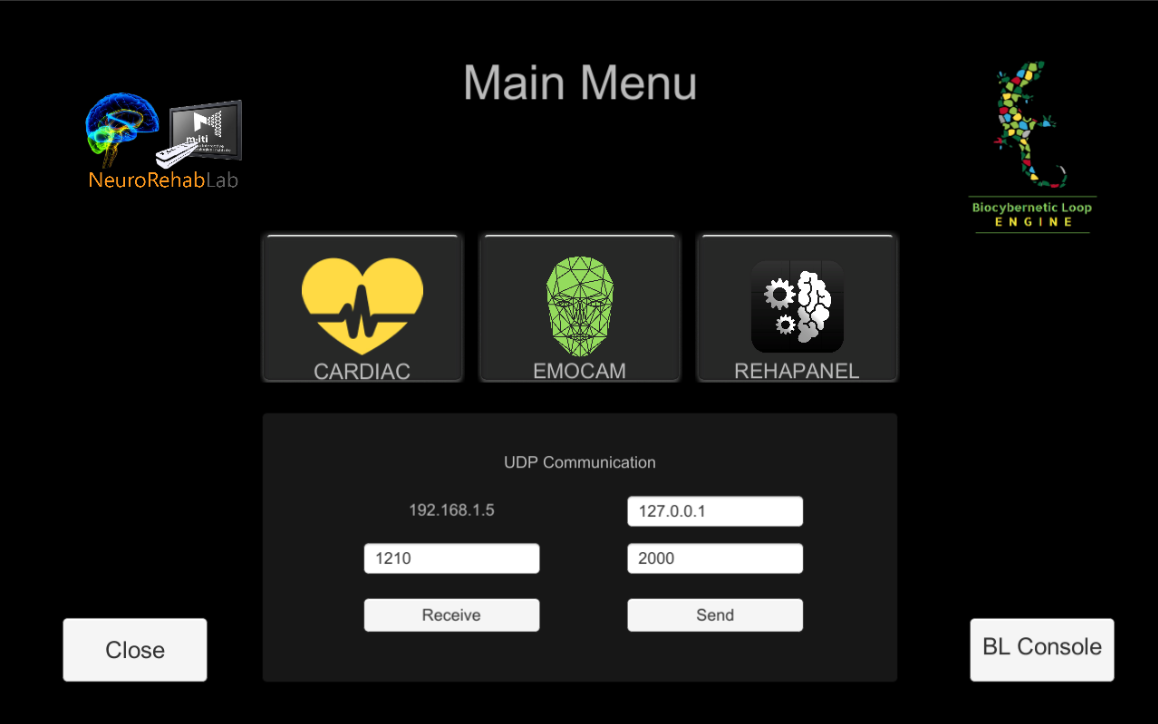 Main Menu
m-iti
NeuroRehabLab
Biocybernetic Loop
ENGINE
CARDIAC
EMOCAM
REHAPANEL
UDP Communication
192.168.1.5
127.0.0.1
1210
2000
Receive
Send
Close
BL Console